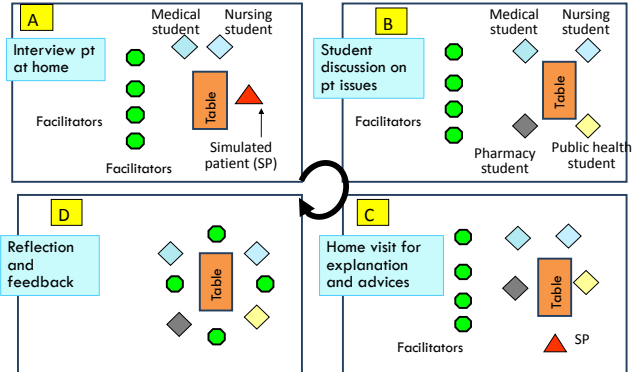 A
Medical
student
Nursing
student
Interview pt
at home
Facilitators
Table
Simulated
patient (SP)
Facilitators
B
Medical
student
Nursing
student
Student
discussion on
pt issues
Facilitators
Table
Pharmacy
student
Public health
student
D
Reflection
and
feedback
Table
C
Home visit for
explanation
and advices
Table
Facilitators
SP